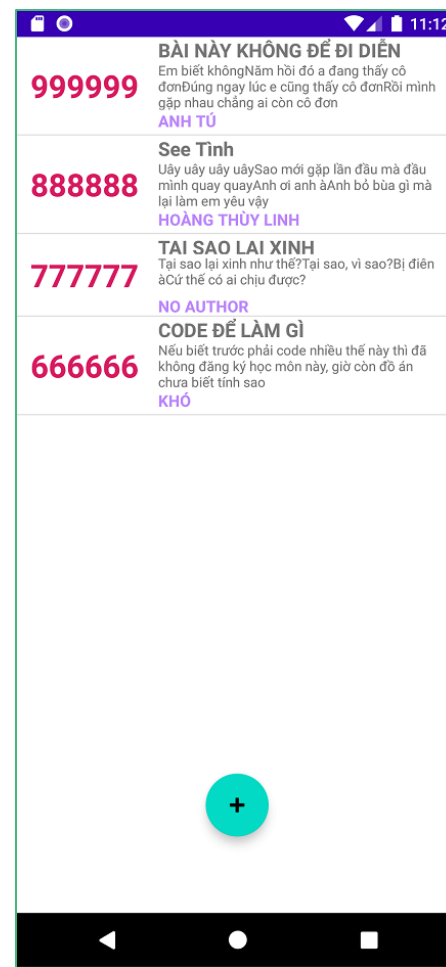 11:12
BÀI NÀY KHÔNG ĐỂ ĐI DIỄN
999999
Em biết khôngNăm hồi đó a đang thấy cô
đơnĐúng ngay lúc e cũng thấy cô đơnRồi mình
gặp nhau chẳng ai còn cô đơn
ANH TÚ
See Tình
888888
Uây uây uây uâySao mới gặp lần đầu mà đầu
mình quay quayAnh ơi anh àAnh bỏ bùa gì mà
lại làm em yêu vậy
HOÀNG THÙY LINH
TAI SAO LAI XINH
777777
Tại sao lại xinh như thế?Tại sao, vì sao?Bị điên
àCứ thế có ai chịu được?
NO AUTHOR
CODE ĐỂ LÀM GÌ
666666
Nếu biết trước phải code nhiều thế này thì đã
không đăng ký học môn này, giờ còn đồ án
chưa biết tính sao
KHÓ
+